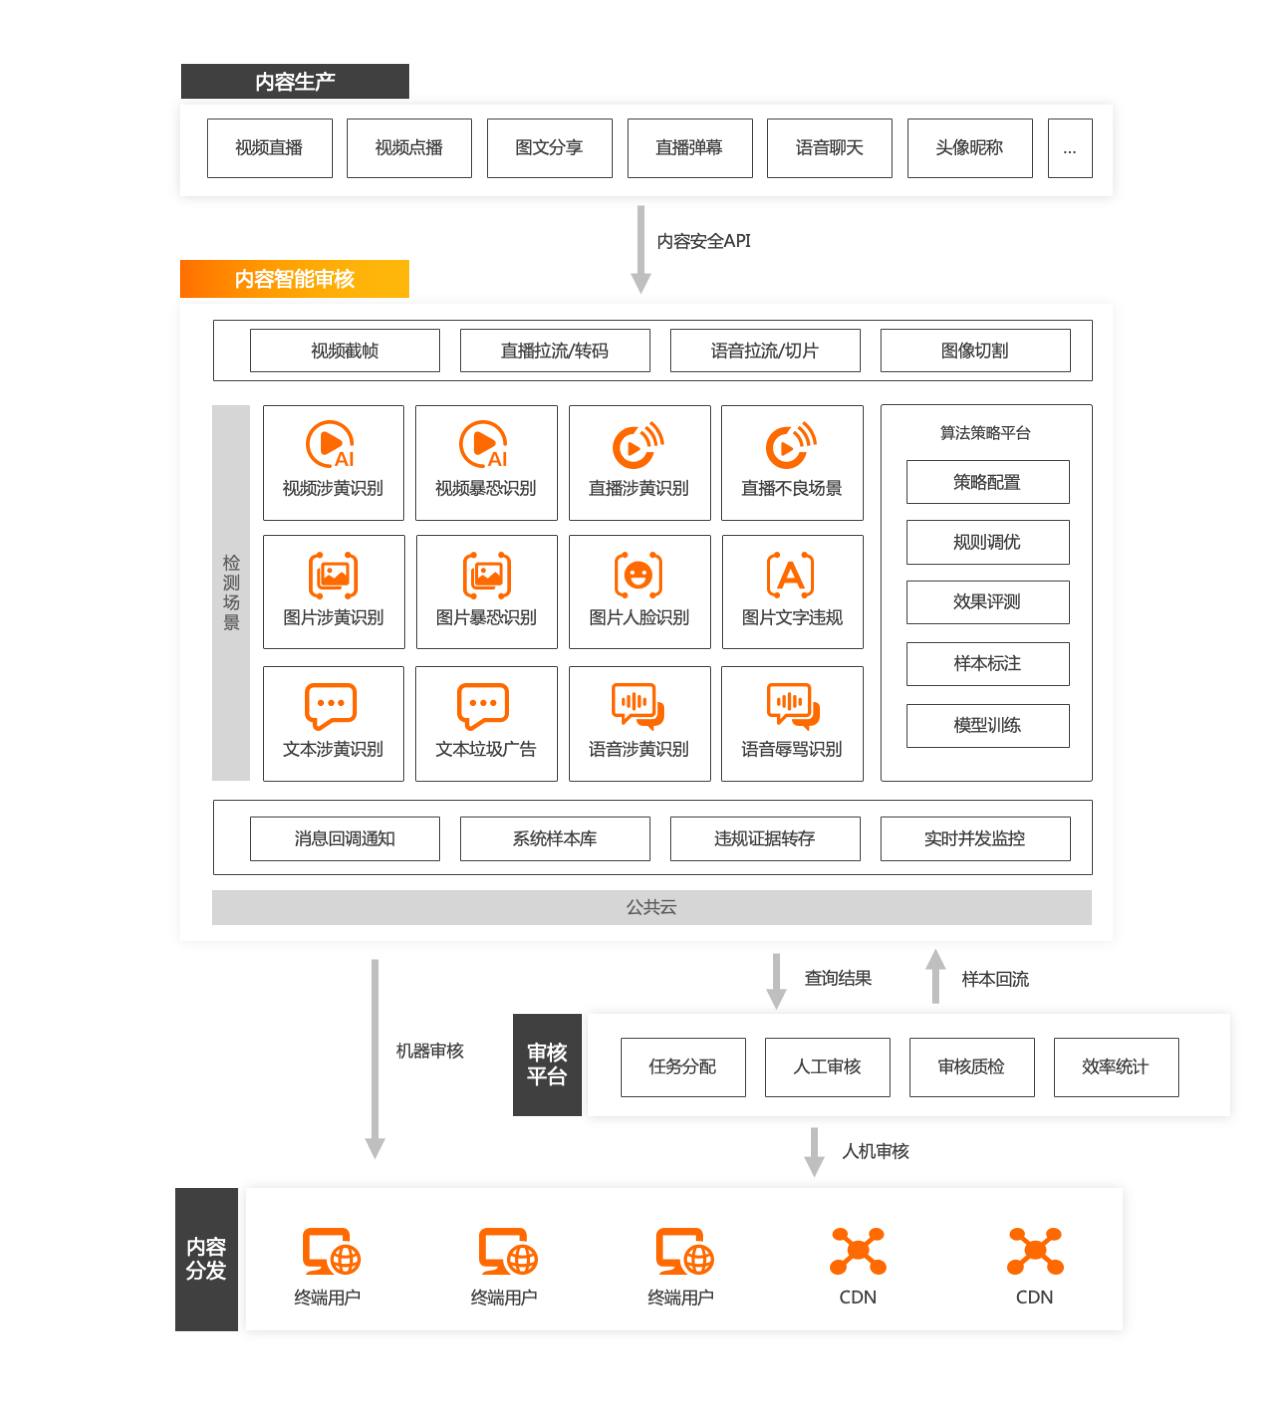 内容生产
视频直播
视频点播
图文分享
直播弹幕
语音聊天
头像昵称
...
内容安全API
内容智能审核
视频截帧
直播拉流/转码
语音拉流/切片
图像切割
检测场景
AI
视频涉黄识别
AI
视频暴恐识别
直播涉黄识别
直播不良场景
图片涉黄识别
图片暴恐识别
图片人脸识别
A
图片文字违规
文本涉黄识别
文本垃圾广告
语音涉黄识别
语音辱骂识别
算法策略平台
策略配置
规则调优
效果评测
样本标注
模型训练
消息回调通知
系统样本库
违规证据转存
实时并发监控
公共云
机器审核
查询结果
样本回流
审核
平台
任务分配
人工审核
审核质检
效率统计
人机审核
内容
分发
终端用户
终端用户
终端用户
CDN
CDN